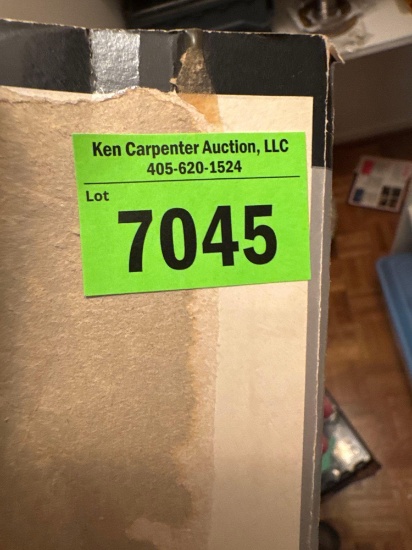 Ken Carpenter Auction, LLC
405-620-1524
Lot
7045